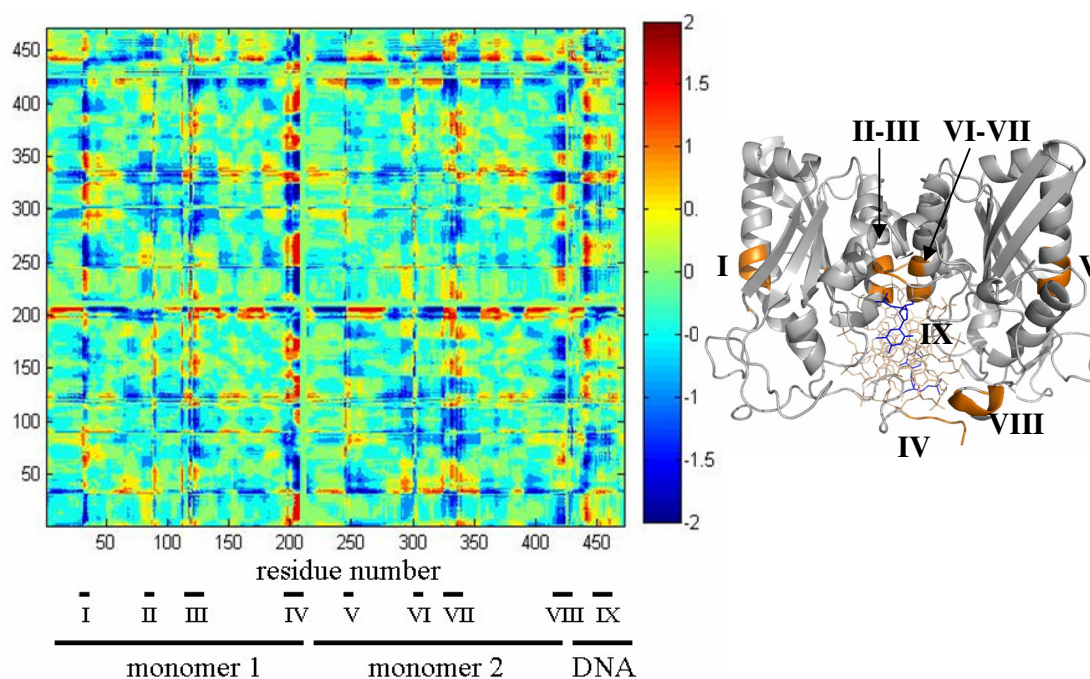 450
400
350
300
250
200
150
100
50
50 100 150 200 250 300 350 400 450
residue number
I II III IV V VI VII VIII IX
monomer 1 monomer 2 DNA
2
1.5
1
0.
0
-0
-1
-1.5
-2
II-III VI-VII
I V
IX
VIII
IV